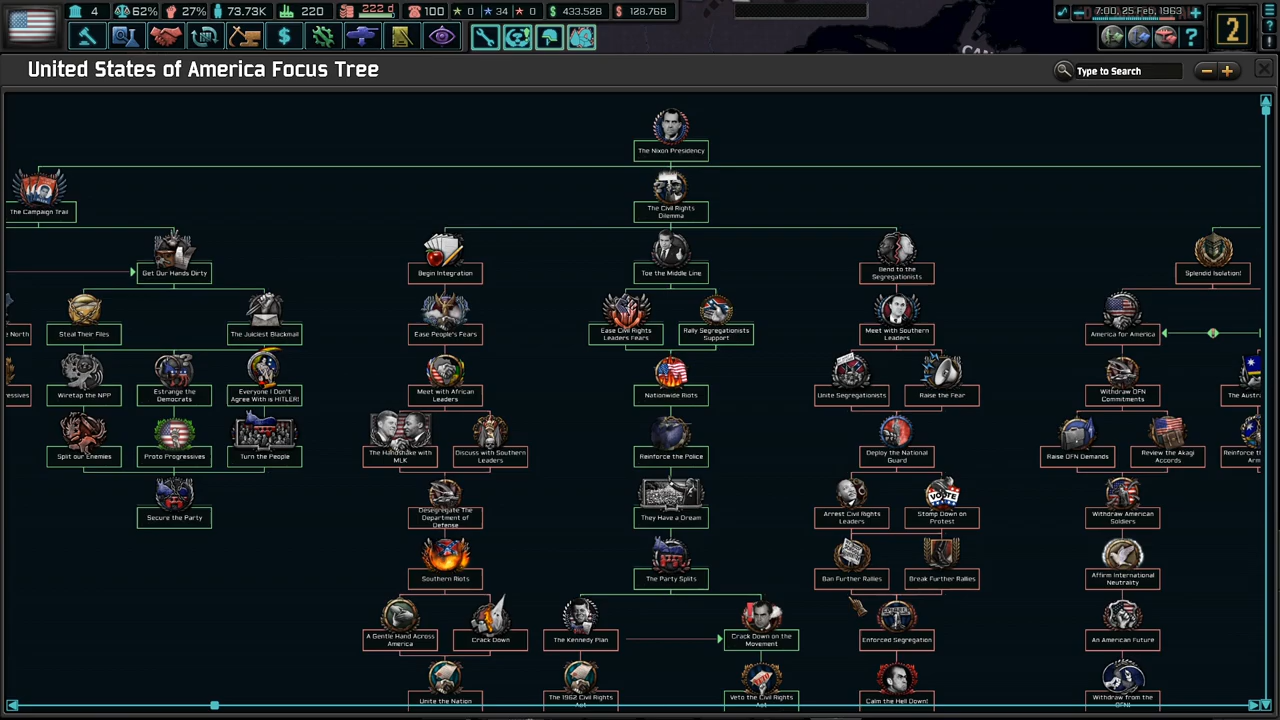 4
62%
27%
73.73K
220
222 d
100
0
34
0
433.52B
128.76B
7:00, 25 Feb, 1963
2
United States of America Focus Tree
Type to Search
The Nixon Presidency
The Campaign Trail
The Civil Rights
Dilemma
Get Our Hands Dirty
Begin Integration
Toe the Middle Line
Bend to the
Segregationists
Splendid Isolation!
North
Steal Their Files
The Juiciest Blackmail
Ease People's Fears
Ease Civil Rights
Leaders Fears
Rally Segregationists
Support
Meet with Southern
Leaders
America for America
Wiretap the NPP
Estrange the
Democrats
Everyone I Don't
Agree With is HITLER!
Meet with African
Leaders
Nationwide Riots
Unite Segregationists
Raise the Fear
Withdraw OFN
Commitments
Split our Enemies
Proto Progressives
Turn the People
The Handshake with
MLK
Discuss with Southern
Leaders
Reinforce the Police
Deploy the National
Guard
Raise OFN Demands
Review the Akagi
Accords
Secure the Party
Desegregate The
Department of
Defense
They Have a Dream
Arrest Civil Rights
Leaders
VOTE
Stomp Down on
Protest
Withdraw American
Soldiers
Southern Riots
The Party Splits
Ban Further Rallies
Break Further Rallies
Affirm International
Neutrality
A Gentle Hand Across
America
Crack Down
The Kennedy Plan
Crack Down on the
Movement
Enforced Segregation
An American Future
Unite the Nation
The 1962 Civil Rights
Act
VETO
Veto the Civil Rights
Act
Calm the Hell Down!
Withdraw from the
OFN!